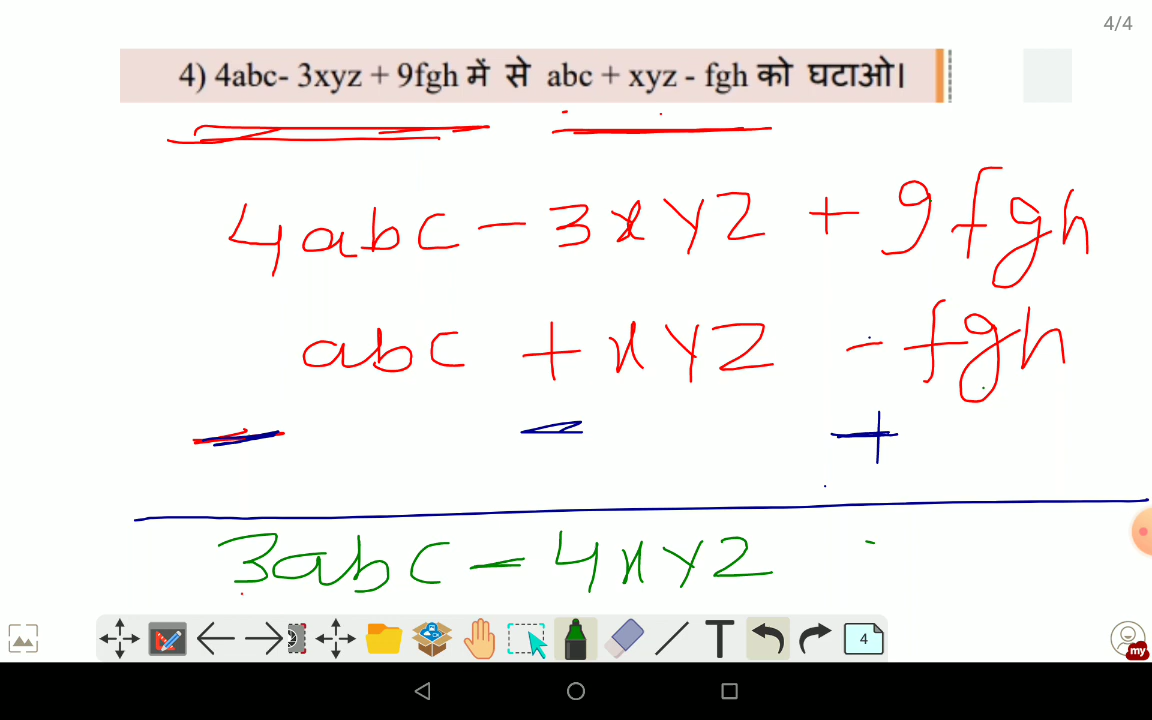 4/4
4) 4abc- 3xyz + 9fgh में से abc + xyz - fgh को घटाओ।
4abc - 3xyz + 9fgh
abc + xyz - fgh
- - +
3abc - 4xyz -
T 4
my